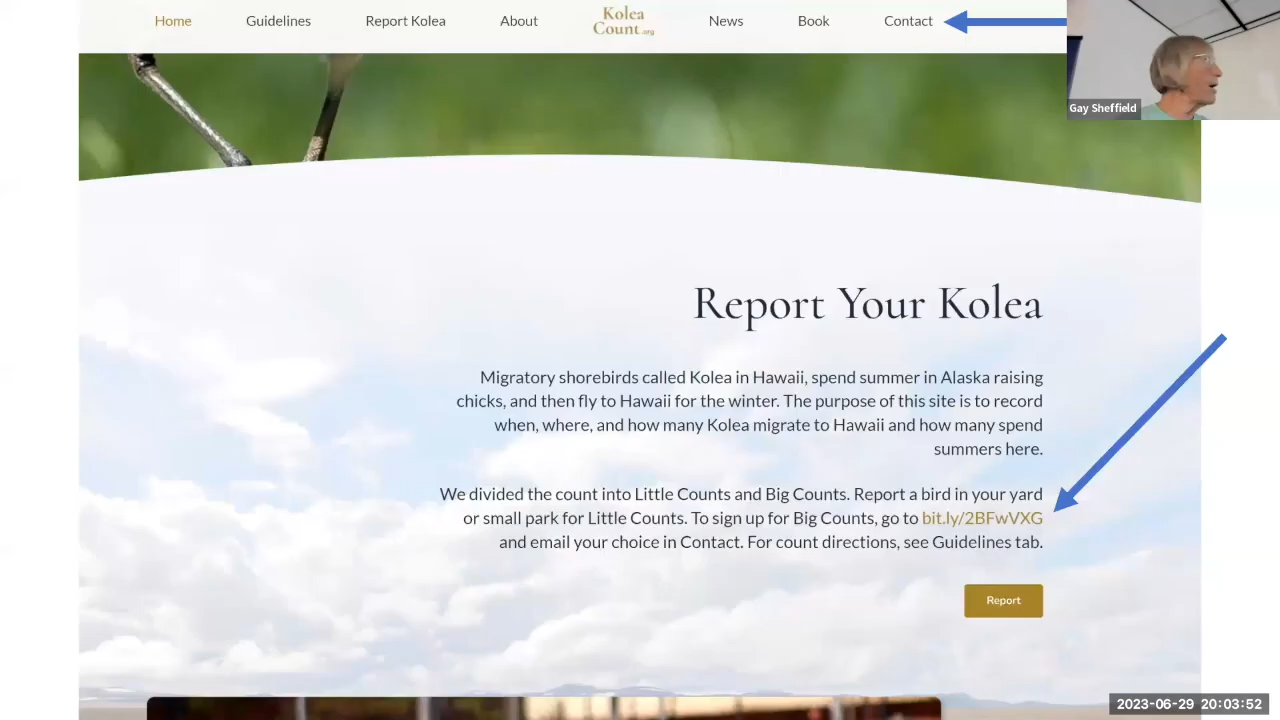 Home Guidelines Report Kolea About Kolea Count.org News Book Contact
Gay Sheffield
Report Your Kolea
Migratory shorebirds called Kolea in Hawaii, spend summer in Alaska raising
chicks, and then fly to Hawaii for the winter. The purpose of this site is to record
when, where, and how many Kolea migrate to Hawaii and how many spend
summers here.
We divided the count into Little Counts and Big Counts. Report a bird in your yard
or small park for Little Counts. To sign up for Big Counts, go to bit.ly/2BFwVXG
and email your choice in Contact. For count directions, see Guidelines tab.
Report
2023-06-29 20:03:52